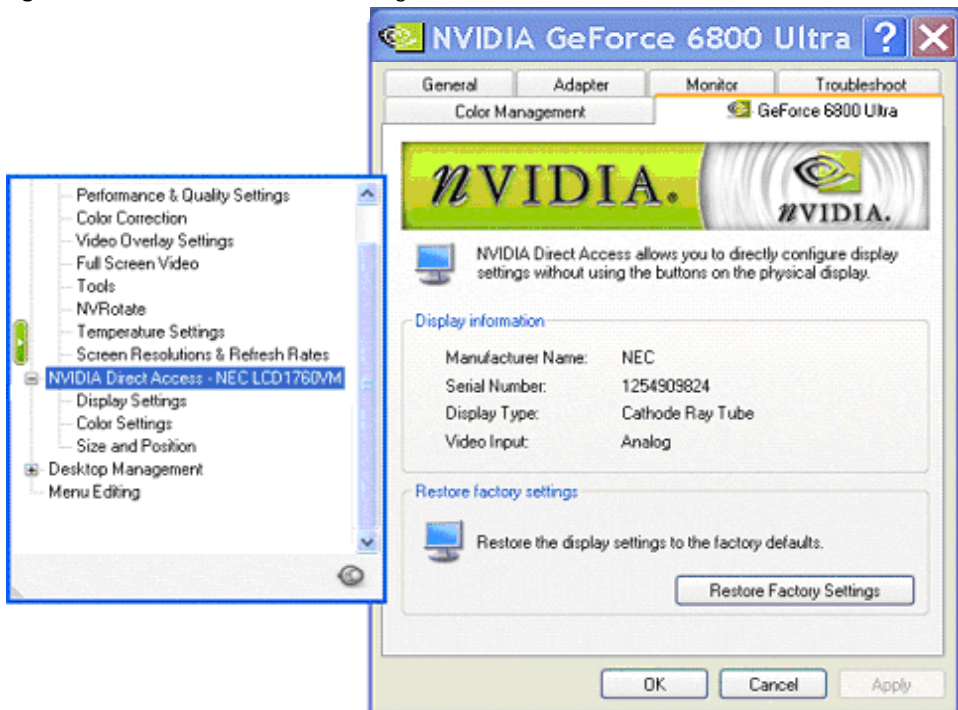 NVIDIA GeForce 6800 Ultra
General Adapter Monitor Troubleshoot
Color Management GeForce 6800 Ultra
NVIDIA.
NVIDIA.
NVIDIA Direct Access allows you to directly configure display
settings without using the buttons on the physical display.
Display information
Manufacturer Name: NEC
Serial Number: 1254909824
Display Type: Cathode Ray Tube
Video Input: Analog
Restore factory settings
Restore the display settings to the factory defaults.
Restore Factory Settings
OK Cancel Apply
Performance & Quality Settings
Color Correction
Video Overlay Settings
Full Screen Video
Tools
NVRotate
Temperature Settings
Screen Resolutions & Refresh Rates
NVIDIA Direct Access - NEC LCD1760VM
Display Settings
Color Settings
Size and Position
Desktop Management
Menu Editing